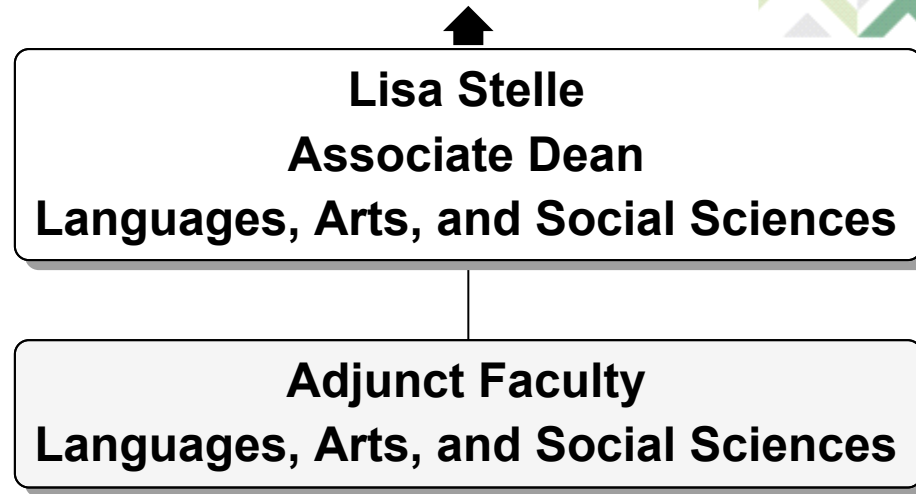 Lisa Stelle
Associate Dean
Languages, Arts, and Social Sciences
Adjunct Faculty
Languages, Arts, and Social Sciences